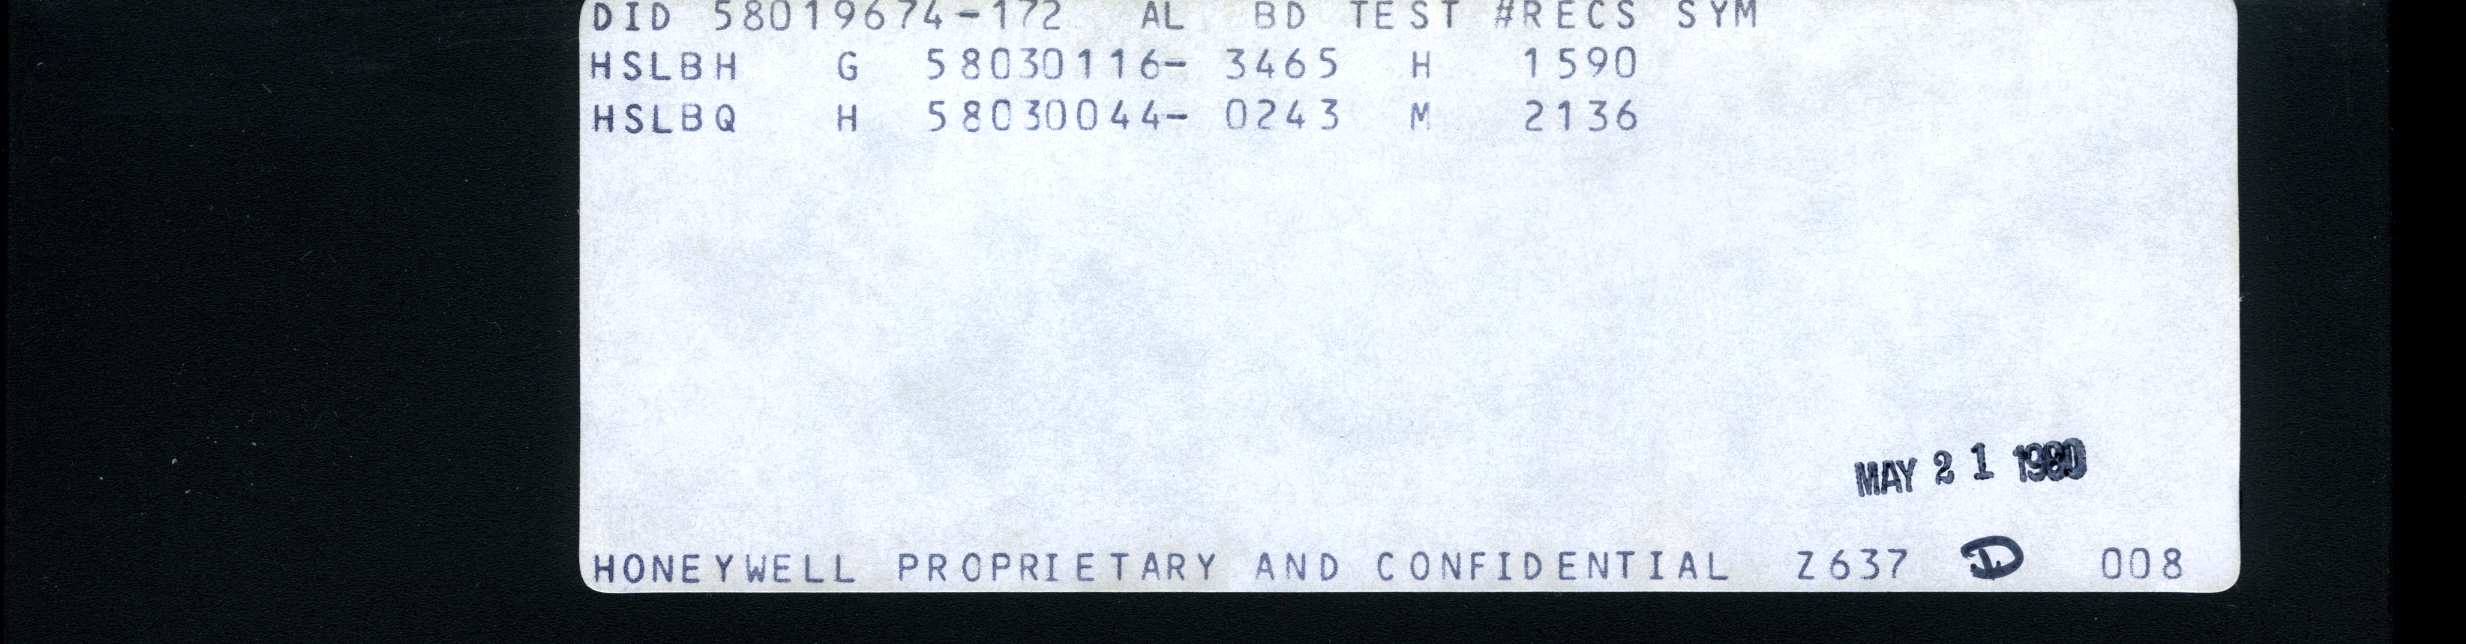 DID 58019674-172 AL BD TEST #RECS SYM
HSLBH G 58030116- 3465 H 1590
HSLBQ H 58030044- 0243 M 2136
MAY 21 1980
HONEYWELL PROPRIETARY AND CONFIDENTIAL Z637 D 008